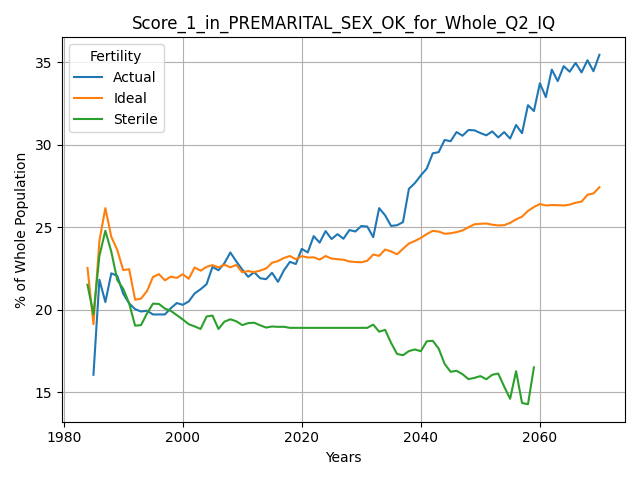 Score_1_in_PREMARITAL_SEX_OK_for_Whole_Q2_IQ
Fertility
Actual
Ideal
Sterile
% of Whole Population
35
30
25
20
15
1980
2000
2020
2040
2060
Years